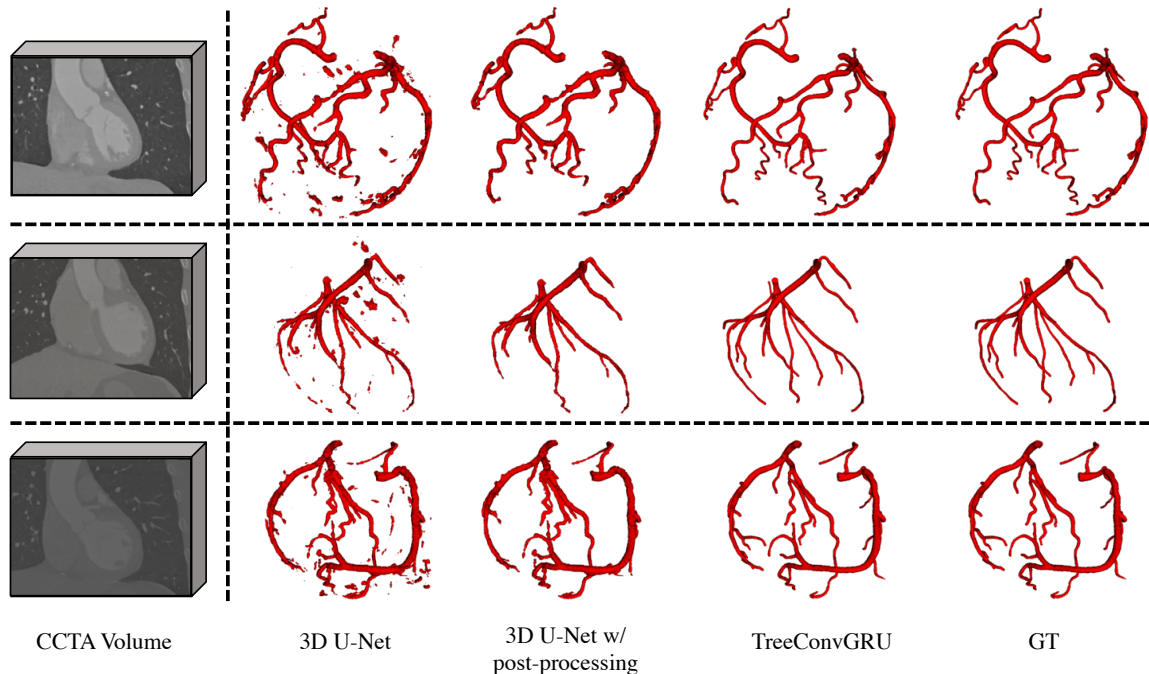 CCTA Volume
3D U-Net
3D U-Net w/
post-processing
TreeConvGRU
GT